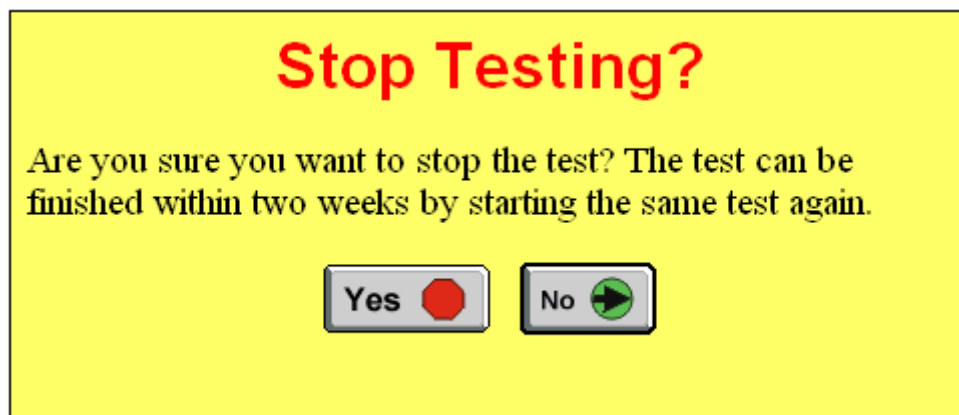 Stop Testing?
Are you sure you want to stop the test? The test can be
finished within two weeks by starting the same test again.
Yes
No